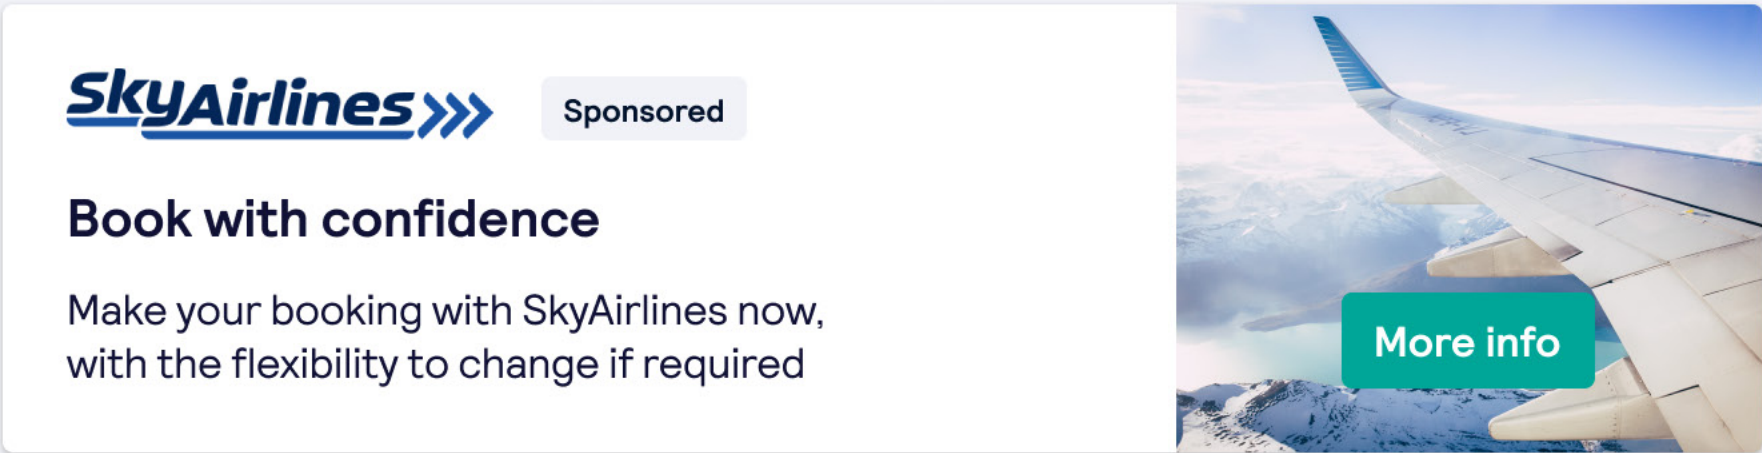 SkyAirlines
Sponsored
Book with confidence
Make your booking with SkyAirlines now,
with the flexibility to change if required
More info